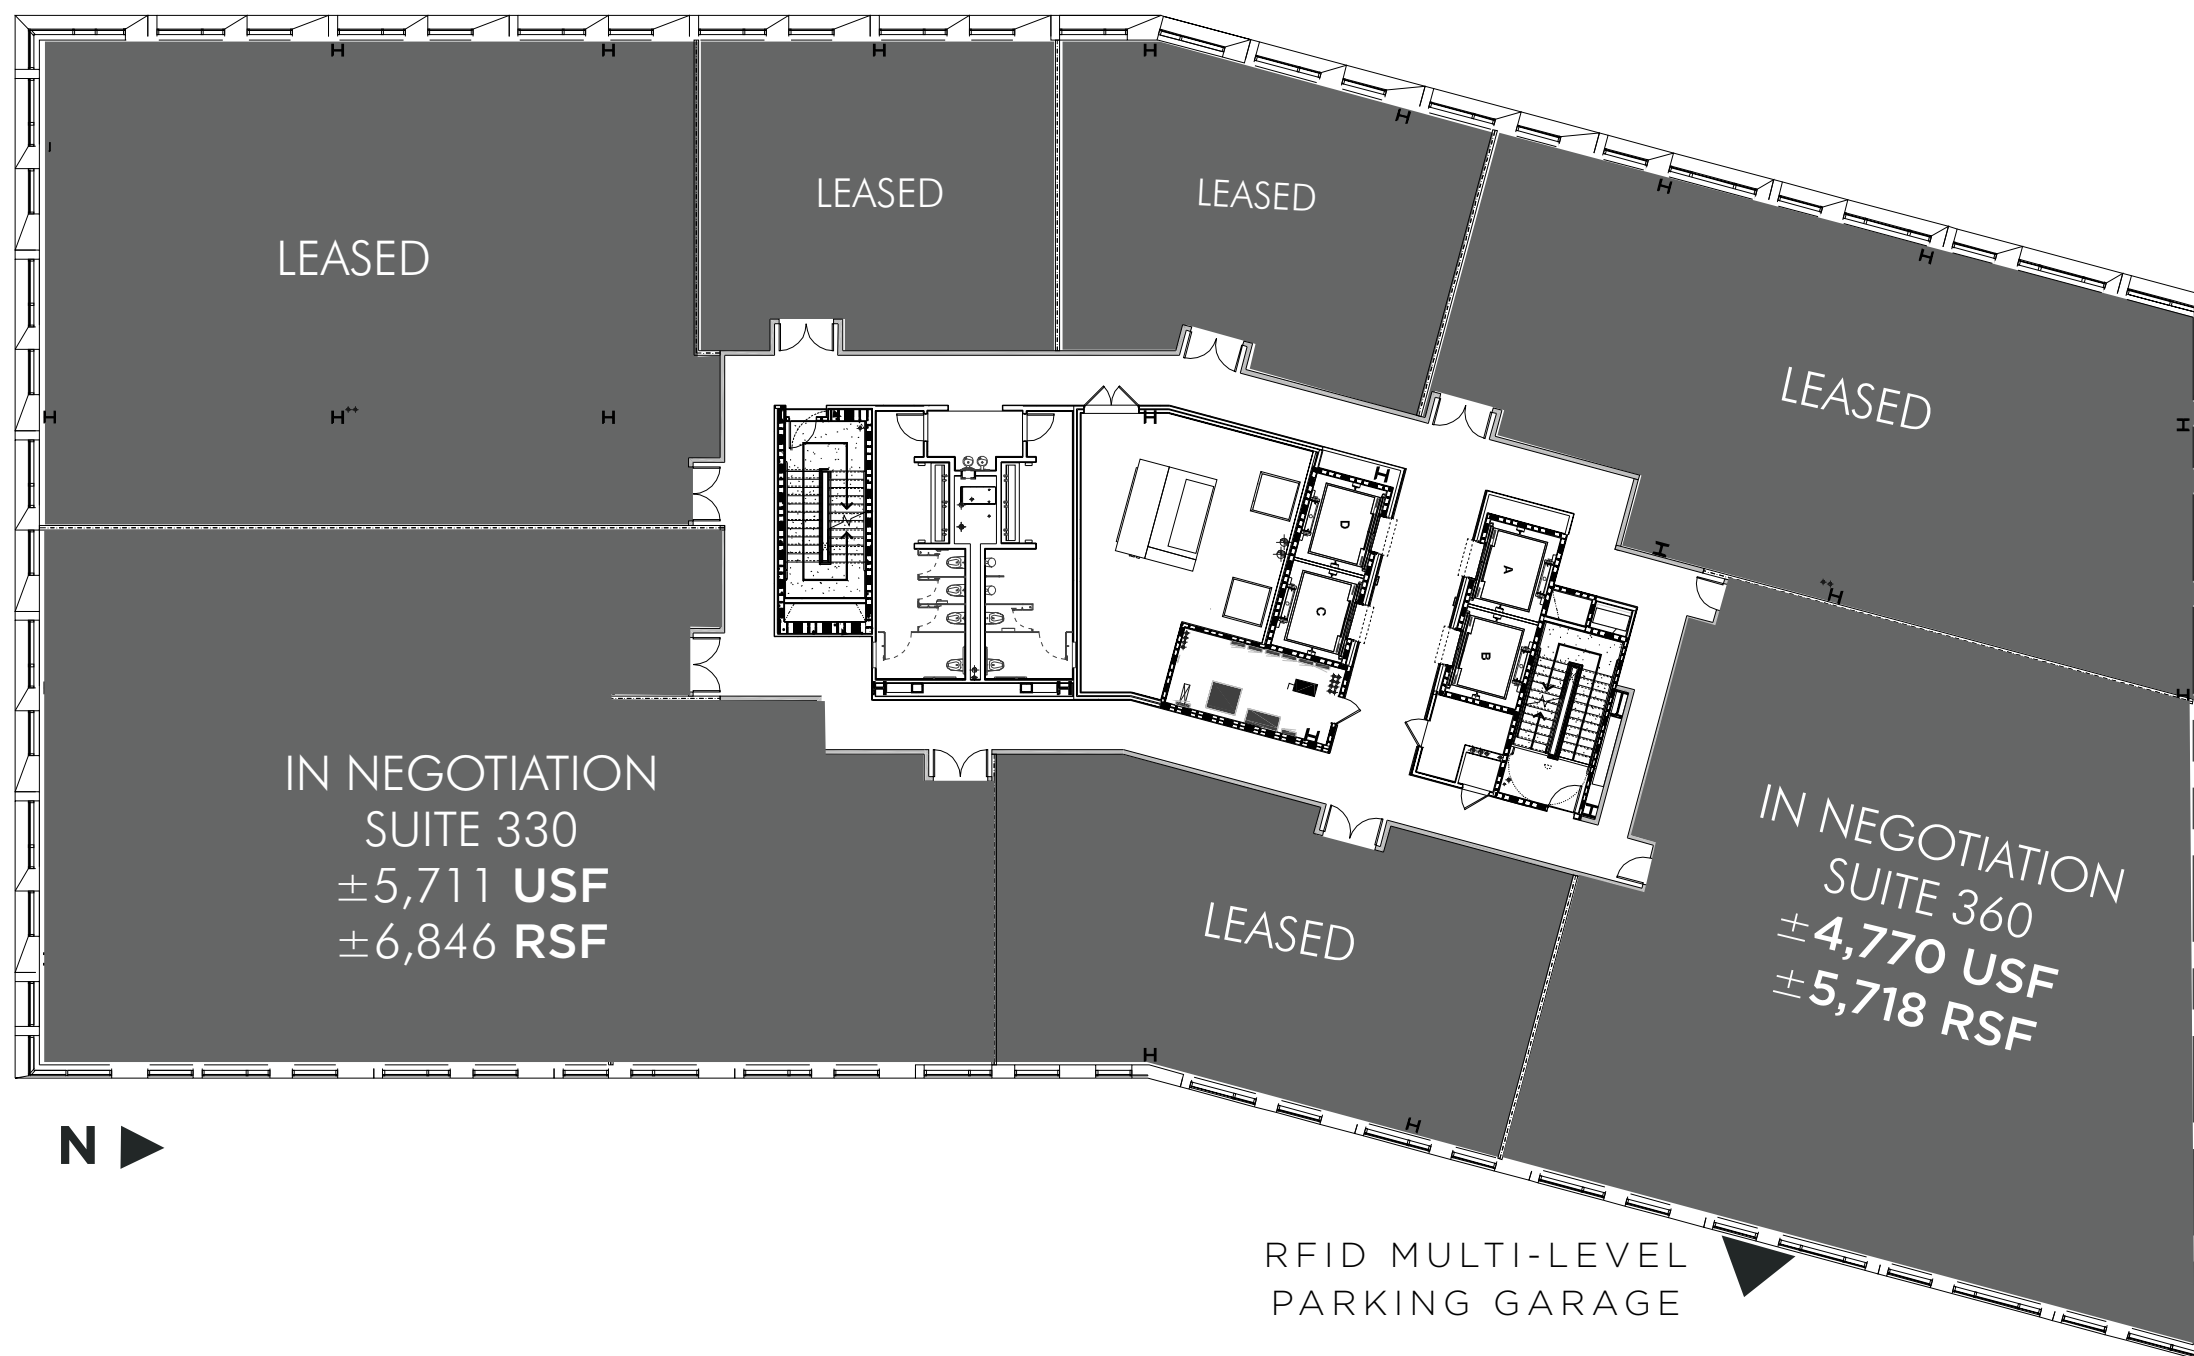 LEASED
LEASED
LEASED
LEASED
D
C
A
B
IN NEGOTIATION
SUITE 330
±5,711 USF
±6,846 RSF
LEASED
IN NEGOTIATION
SUITE 360
±4,770 USF
±5,718 RSF
N
RFID MULTI-LEVEL
PARKING GARAGE